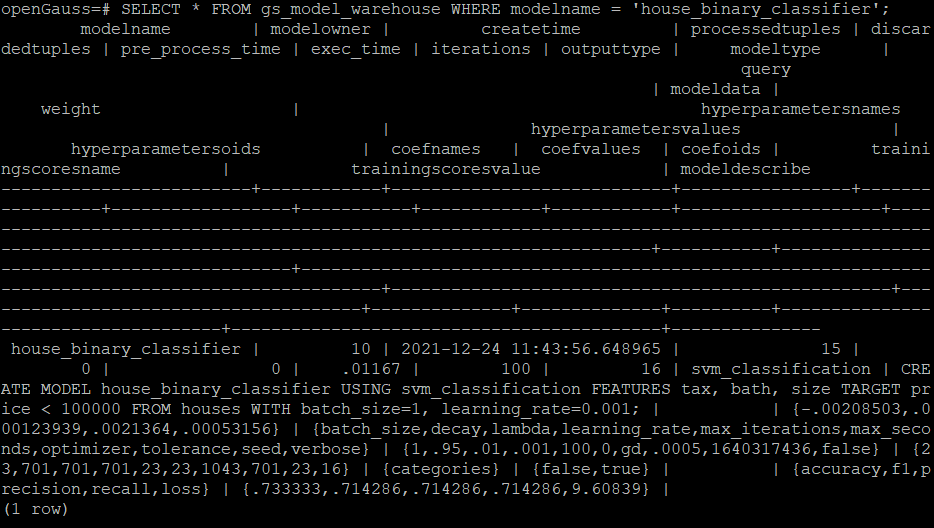 openGauss=# SELECT * FROM gs_model_warehouse WHERE modelname = 'house_binary_classifier';
        modelname        | modelowner |         createtime         | processedtuples | discar
dedtuples | pre_process_time | exec_time | iterations | outputtype |     modeltype      |
                                                                          query
                                                                 | modeldata |
    weight                   |                                        hyperparametersnames
                                      |              hyperparametersvalues               |
       hyperparametersoids          |  coefnames   |  coefvalues  | coefoids |         traini
ngscoresname          |            trainingscoresvalue            | modeldescribe
-------------------------+------------+----------------------------+-----------------+-------
----------+------------------+-----------+------------+------------+--------------------+----
---------------------------------------------------------------------------------------------
-----------------------------------------------------------------+-----------+---------------
-----------------------------+---------------------------------------------------------------
--------------------------------------+--------------------------------------------------+---
------------------------------------+--------------+--------------+----------+---------------
----------------------+-------------------------------------------+---------------
 house_binary_classifier |         10 | 2021-12-24 11:43:56.648965 |              15 |
        0 |                0 |    .01167 |        100 |         16 | svm_classification | CRE
ATE MODEL house_binary_classifier USING svm_classification FEATURES tax, bath, size TARGET pr
ice < 100000 FROM houses WITH batch_size=1, learning_rate=0.001; |           | {-.00208503,.0
00123939,.0021364,.00053156} | {batch_size,decay,lambda,learning_rate,max_iterations,max_seco
nds,optimizer,tolerance,seed,verbose} | {1,.95,.01,.001,100,0,gd,.0005,1640317436,false} | {2
3,701,701,701,23,23,1043,701,23,16} | {categories} | {false,true} |          | {accuracy,f1,p
recision,recall,loss} | {.733333,.714286,.714286,.714286,9.60839} |
(1 row)